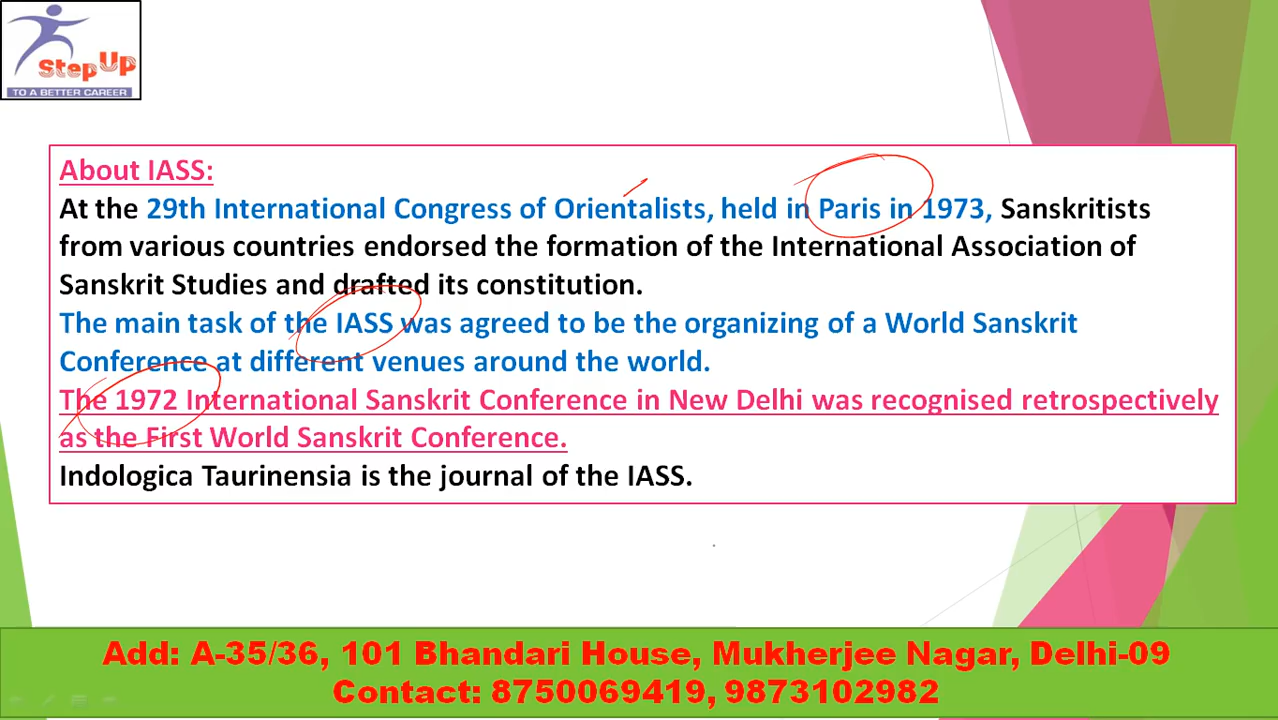 Step Up
TO A BETTER CAREER
About IASS:
At the 29th International Congress of Orientalists, held in Paris in 1973, Sanskritists
from various countries endorsed the formation of the International Association of
Sanskrit Studies and drafted its constitution.
The main task of the IASS was agreed to be the organizing of a World Sanskrit
Conference at different venues around the world.
The 1972 International Sanskrit Conference in New Delhi was recognised retrospectively
as the First World Sanskrit Conference.
Indologica Taurinensia is the journal of the IASS.
Add: A-35/36, 101 Bhandari House, Mukherjee Nagar, Delhi-09
Contact: 8750069419, 9873102982